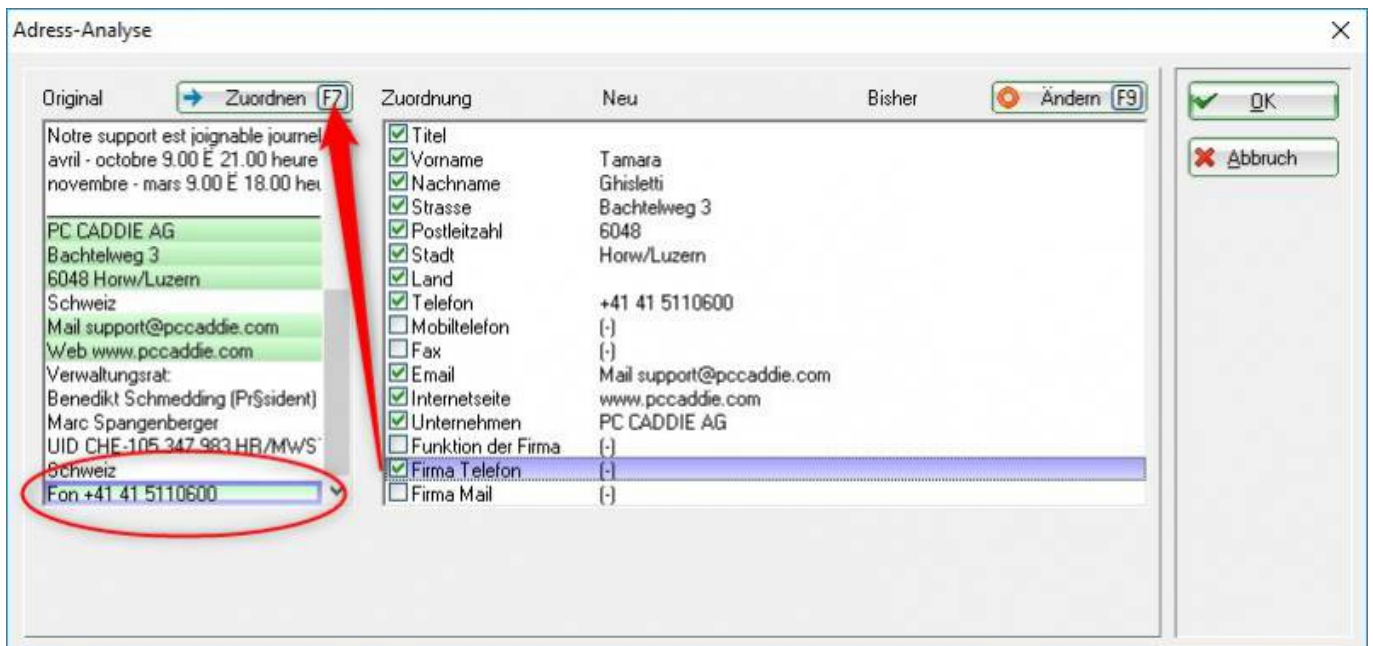 Adress-Analyse
Original
Zuordnen F7
Notre support est joignable journel
avril - octobre 9.00 Ë 21.00 heure
novembre - mars 9.00 Ë 18.00 heu
PC CADDIE AG
Bachtelweg 3
6048 Horw/Luzern
Schweiz
Mail support@pccaddie.com
Web www.pccaddie.com
Verwaltungsrat:
Benedikt Schmedding (Pr§sident)
Marc Spangenberger
UID CHE-105.347.983 HR/MWS
Schweiz
Fon +41 41 5110600
Zuordnung Neu Bisher
Ändern F9
Titel
Vorname Tamara
Nachname Ghisletti
Strasse Bachtelweg 3
Postleitzahl 6048
Stadt Horw/Luzern
Land
Telefon +41 41 5110600
Mobiltelefon (-)
Fax (-)
Email Mail support@pccaddie.com
Internetseite www.pccaddie.com
Unternehmen PC CADDIE AG
Funktion der Firma (-)
Firma Telefon (-)
Firma Mail (-)
OK
Abbruch